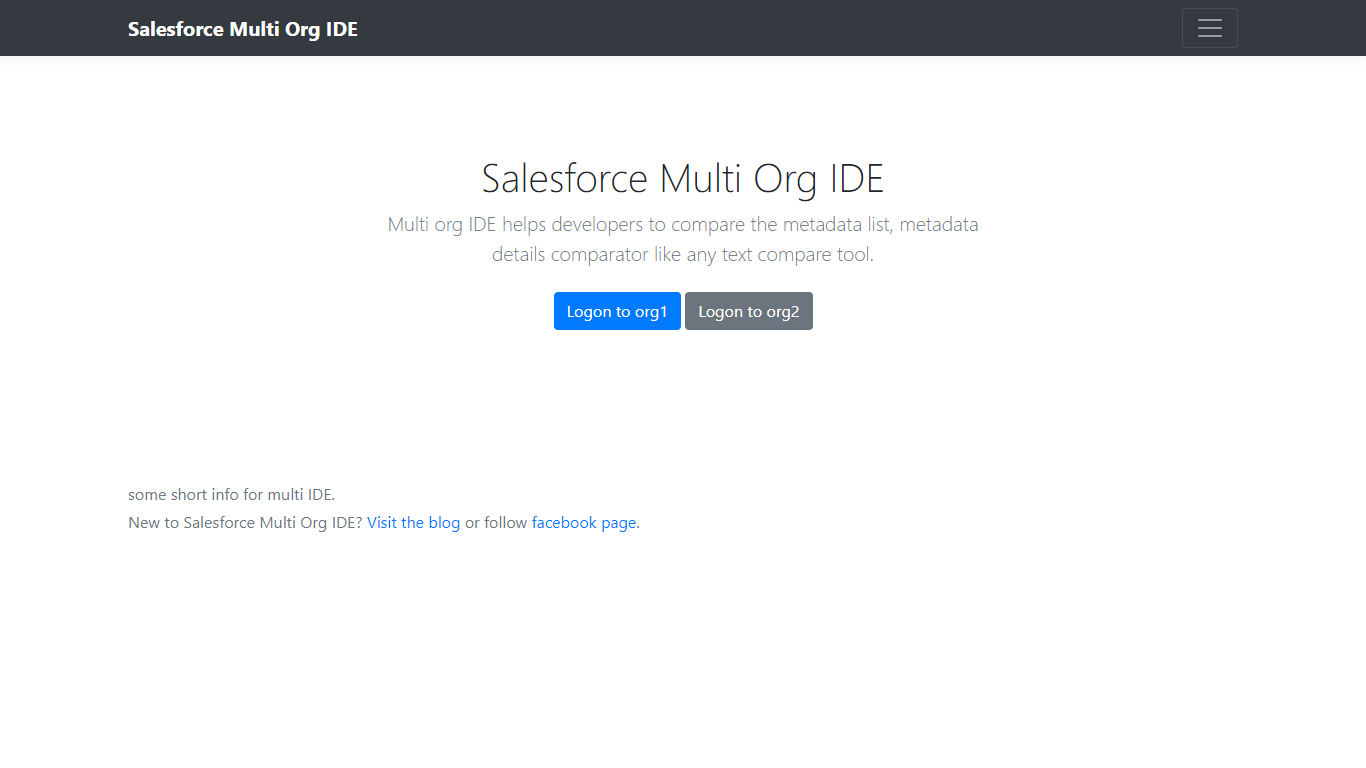 Salesforce Multi Org IDE
Salesforce Multi Org IDE
Multi org IDE helps developers to compare the metadata list, metadata
details comparator like any text compare tool.
Logon to org1 Logon to org2
some short info for multi IDE.
New to Salesforce Multi Org IDE? Visit the blog or follow facebook page.